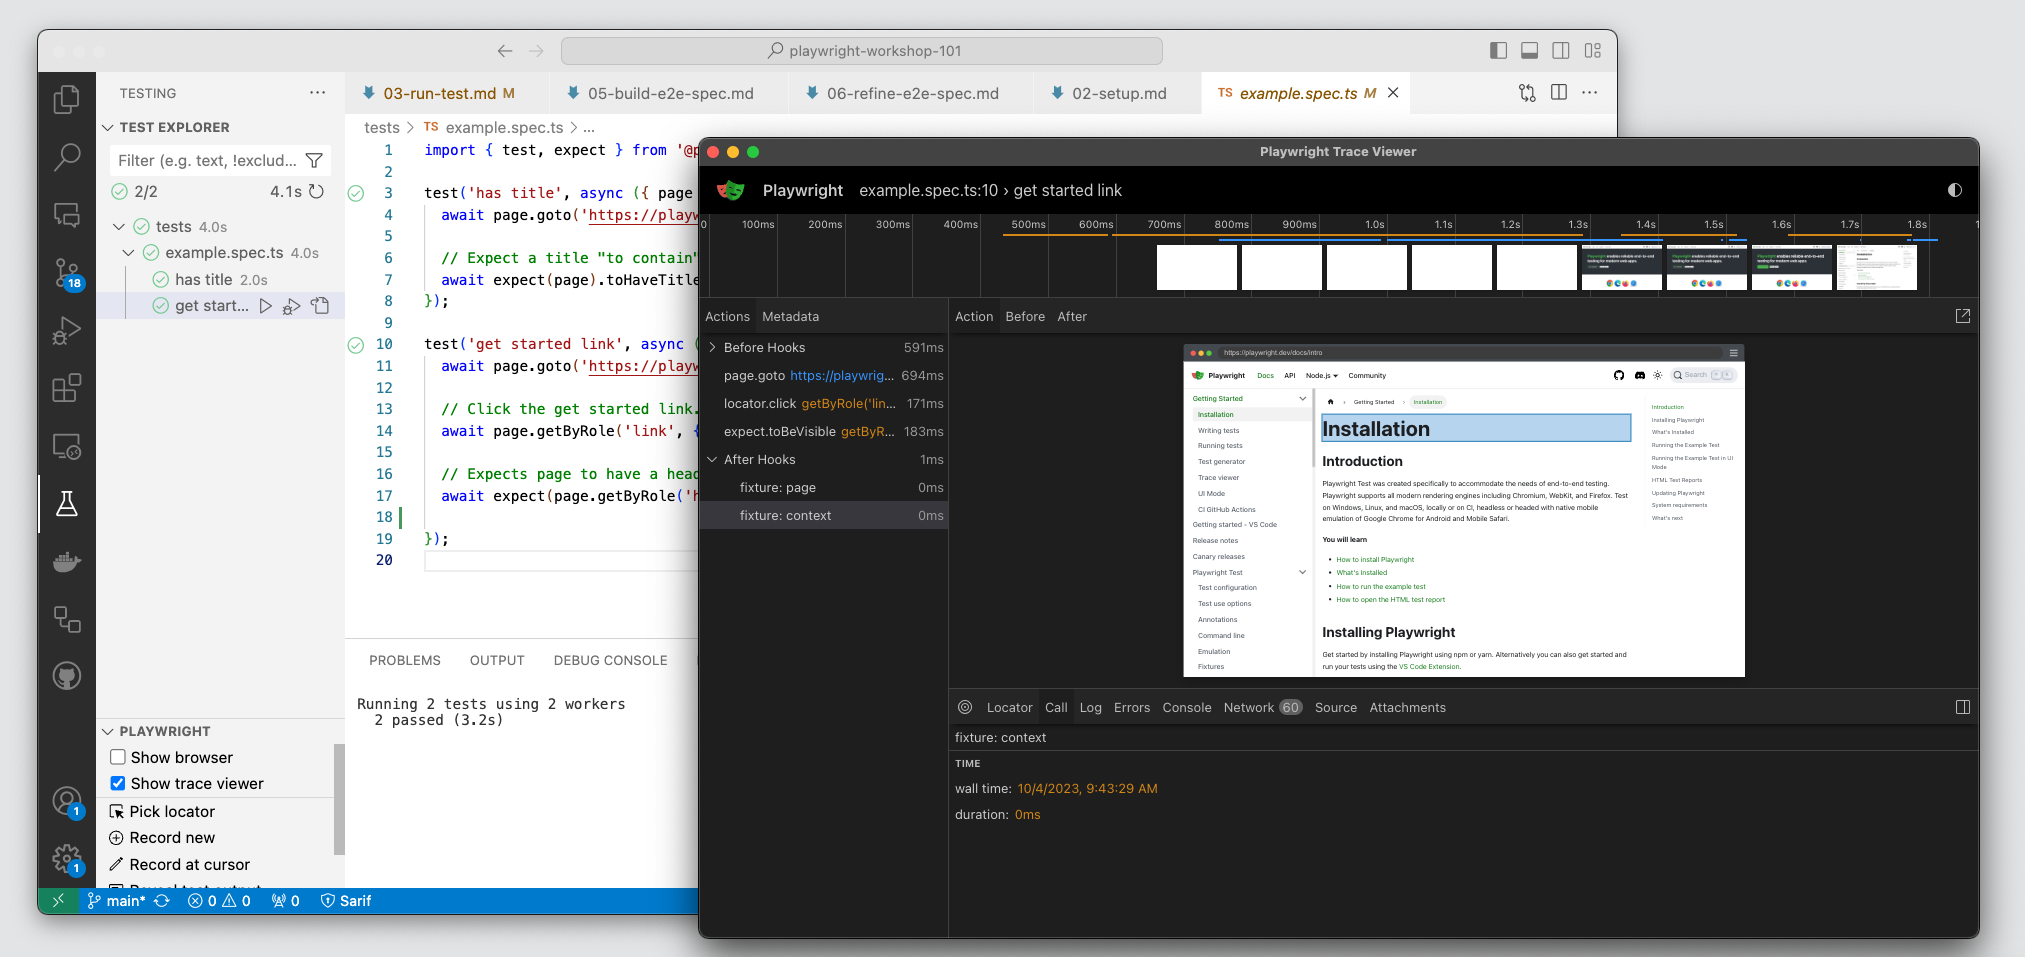 playwright-workshop-101
TESTING
TEST EXPLORER
Filter (e.g. text, !exclud...
2/2
4.1s
tests 4.0s
example.spec.ts 4.0s
has title 2.0s
get start...
18
1
1
PLAYWRIGHT
Show browser
Show trace viewer
Pick locator
Record new
Record at cursor
main*
0
0
0
Sarif
03-run-test.md M
05-build-e2e-spec.md
06-refine-e2e-spec.md
02-setup.md
TS example.spec.ts M
tests > TS example.spec.ts > ...
1 import { test, expect } from '@p
2
3 test('has title', async ({ page
4 await page.goto('https://playw
5
6 // Expect a title "to contain"
7 await expect(page).toHaveTitle
8 });
9
10 test('get started link', async (
11 await page.goto('https://playw
12
13 // Click the get started link.
14 await page.getByRole('link', {
15
16 // Expects page to have a head
17 await expect(page.getByRole('h
18
19 });
20
PROBLEMS OUTPUT DEBUG CONSOLE
Running 2 tests using 2 workers
2 passed (3.2s)
Playwright Trace Viewer
Playwright example.spec.ts:10 › get started link
0 100ms 200ms 300ms 400ms 500ms 600ms 700ms 800ms 900ms 1.0s 1.1s 1.2s 1.3s 1.4s 1.5s 1.6s 1.7s 1.8s 1
Actions Metadata
Before Hooks 591ms
page.goto https://playwrig... 694ms
locator.click getByRole('lin... 171ms
expect.toBeVisible getByR... 183ms
After Hooks 1ms
fixture: page 0ms
fixture: context 0ms
Action Before After
https://playwright.dev/docs/intro
Playwright Docs API Node.js Community
Search
Getting Started
Installation
Writing tests
Running tests
Test generator
Trace viewer
UI Mode
CI GitHub Actions
Getting started - VS Code
Release notes
Canary releases
Playwright Test
Test configuration
Test use options
Annotations
Command line
Emulation
Fixtures
Getting Started › Installation
Installation
Introduction
Playwright Test was created specifically to accommodate the needs of end-to-end testing.
Playwright supports all modern rendering engines including Chromium, WebKit, and Firefox. Test
on Windows, Linux, and macOS, locally or on CI, headless or headed with native mobile
emulation of Google Chrome for Android and Mobile Safari.
You will learn
• How to install Playwright
• What's Installed
• How to run the example test
• How to open the HTML test report
Installing Playwright
Get started by installing Playwright using npm or yarn. Alternatively you can also get started and
run your tests using the VS Code Extension.
Introduction
Installing Playwright
What's Installed
Running the Example Test
Running the Example Test in UI
Mode
HTML Test Reports
Updating Playwright
System requirements
What's next
Locator Call Log Errors Console Network 60 Source Attachments
fixture: context
TIME
wall time: 10/4/2023, 9:43:29 AM
duration: 0ms